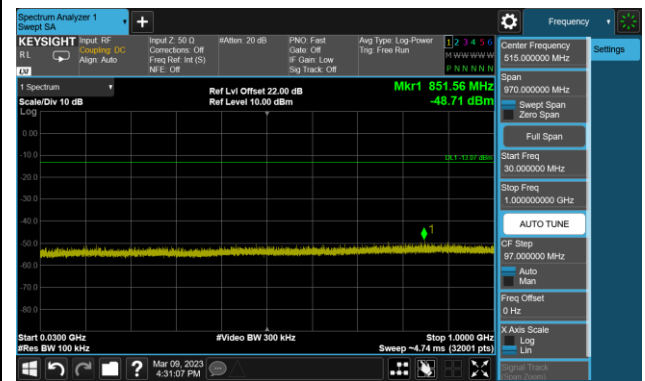 Spectrum Analyzer 1
Swept SA
+
Frequency
KEYSIGHT
RL
Input: RF
Coupling: DC
Align: Auto
Input Z: 50 Ω
Corrections: Off
Freq Ref: Int (S)
NFE: Off
#Atten: 20 dB
PNO: Fast
Gate: Off
IF Gain: Low
Sig Track: Off
Avg Type: Log-Power
Trig: Free Run
1 2 3 4 5 6
M W W W W W
P N N N N N
Center Frequency
515.000000 MHz
Settings
Span
970.000000 MHz
Swept Span
Zero Span
Full Span
Start Freq
30.000000 MHz
Stop Freq
1.000000000 GHz
AUTO TUNE
CF Step
97.000000 MHz
Auto
Man
Freq Offset
0 Hz
X Axis Scale
Log
Lin
Signal Track
(Span Zoom)
1 Spectrum
Scale/Div 10 dB
Log
Ref Lvl Offset 22.00 dB
Ref Level 10.00 dBm
Mkr1 851.56 MHz
-48.71 dBm
0.00
-10.0
-20.0
-30.0
-40.0
-50.0
-60.0
-70.0
-80.0
DL1 -13.07 dBm
1
Start 0.0300 GHz
#Res BW 100 kHz
#Video BW 300 kHz
Stop 1.0000 GHz
Sweep ~4.74 ms (32001 pts)
?
Mar 09, 2023
4:31:07 PM